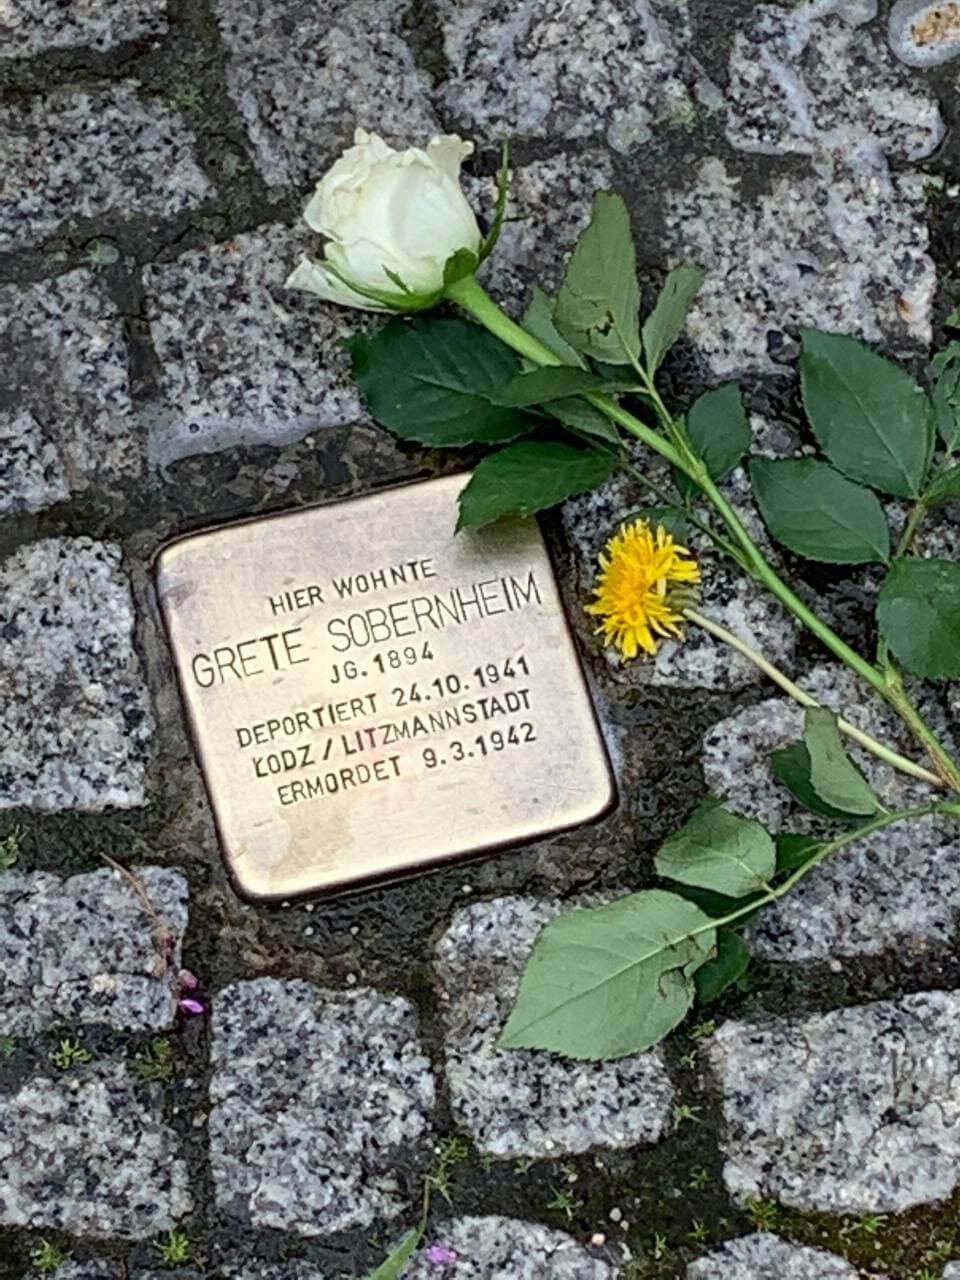 HIER WOHNTE
GRETE SOBERNHEIM
JG. 1894
DEPORTIERT 24.10.1941
ŁODZ / LITZMANNSTADT
ERMORDET 9.3.1942